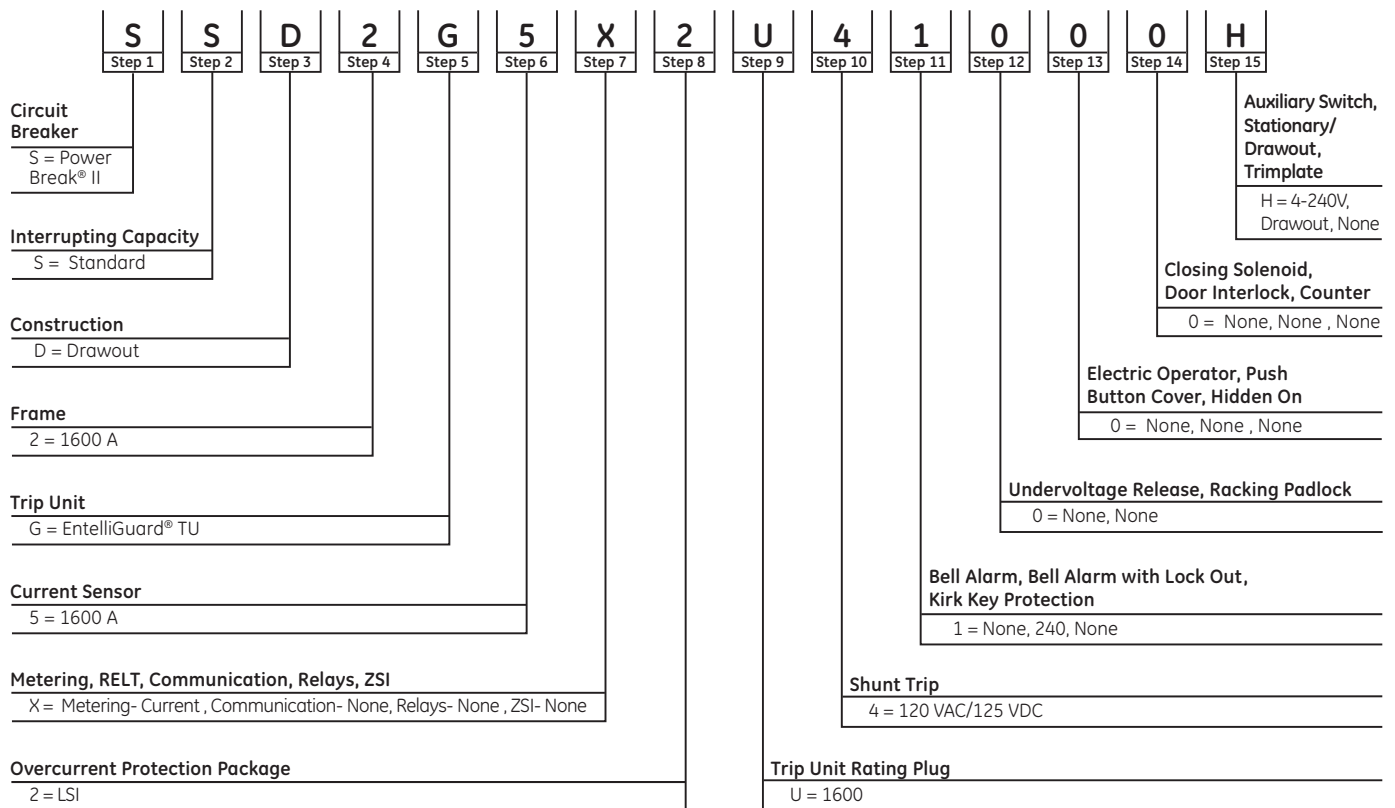 S S D 2 G 5 X 2 U 4 1 0 0 0 H
Step 1 Step 2 Step 3 Step 4 Step 5 Step 6 Step 7 Step 8 Step 9 Step 10 Step 11 Step 12 Step 13 Step 14 Step 15
Circuit
Breaker
S = Power
Break® II
Interrupting Capacity
S = Standard
Construction
D = Drawout
Frame
2 = 1600 A
Trip Unit
G = EntelliGuard® TU
Current Sensor
5 = 1600 A
Metering, RELT, Communication, Relays, ZSI
X = Metering- Current , Communication- None, Relays- None , ZSI- None
Overcurrent Protection Package
2 = LSI
Auxiliary Switch,
Stationary/
Drawout,
Trimplate
H = 4-240V,
Drawout, None
Closing Solenoid,
Door Interlock, Counter
0 = None, None , None
Electric Operator, Push
Button Cover, Hidden On
0 = None, None , None
Undervoltage Release, Racking Padlock
0 = None, None
Bell Alarm, Bell Alarm with Lock Out,
Kirk Key Protection
1 = None, 240, None
Shunt Trip
4 = 120 VAC/125 VDC
Trip Unit Rating Plug
U = 1600